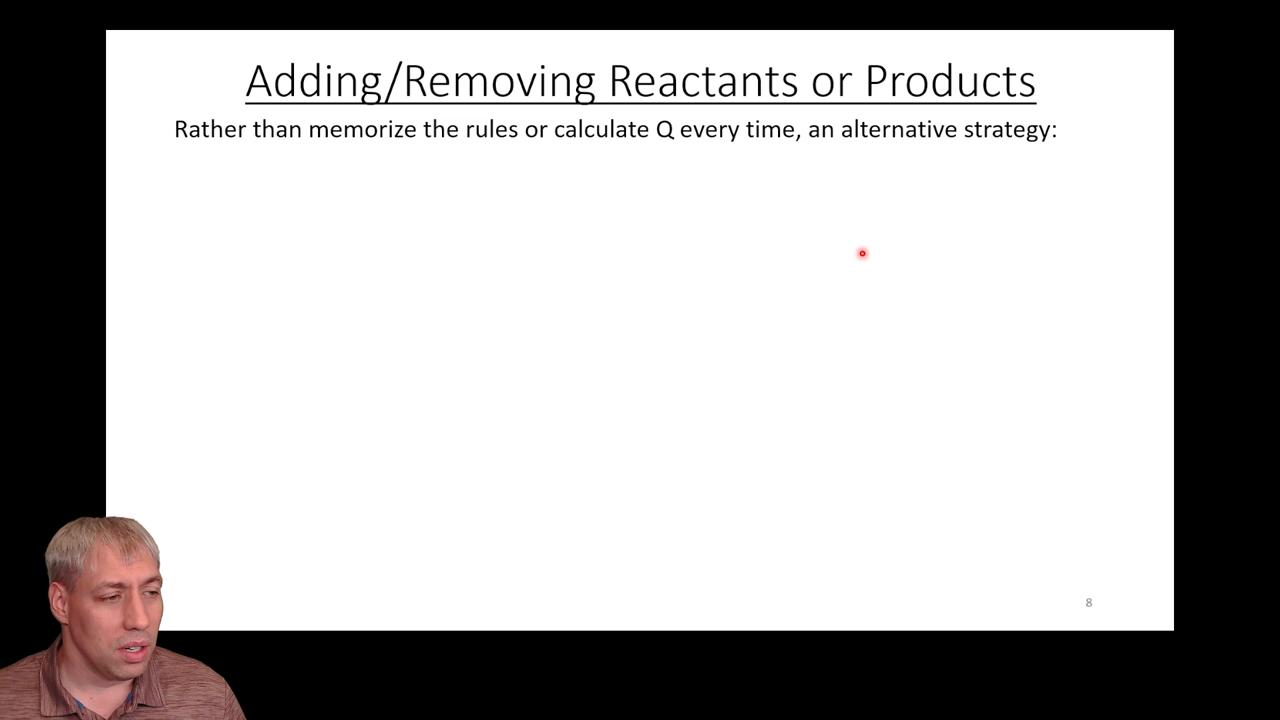 Adding/Removing Reactants or Products
Rather than memorize the rules or calculate Q every time, an alternative strategy:
8